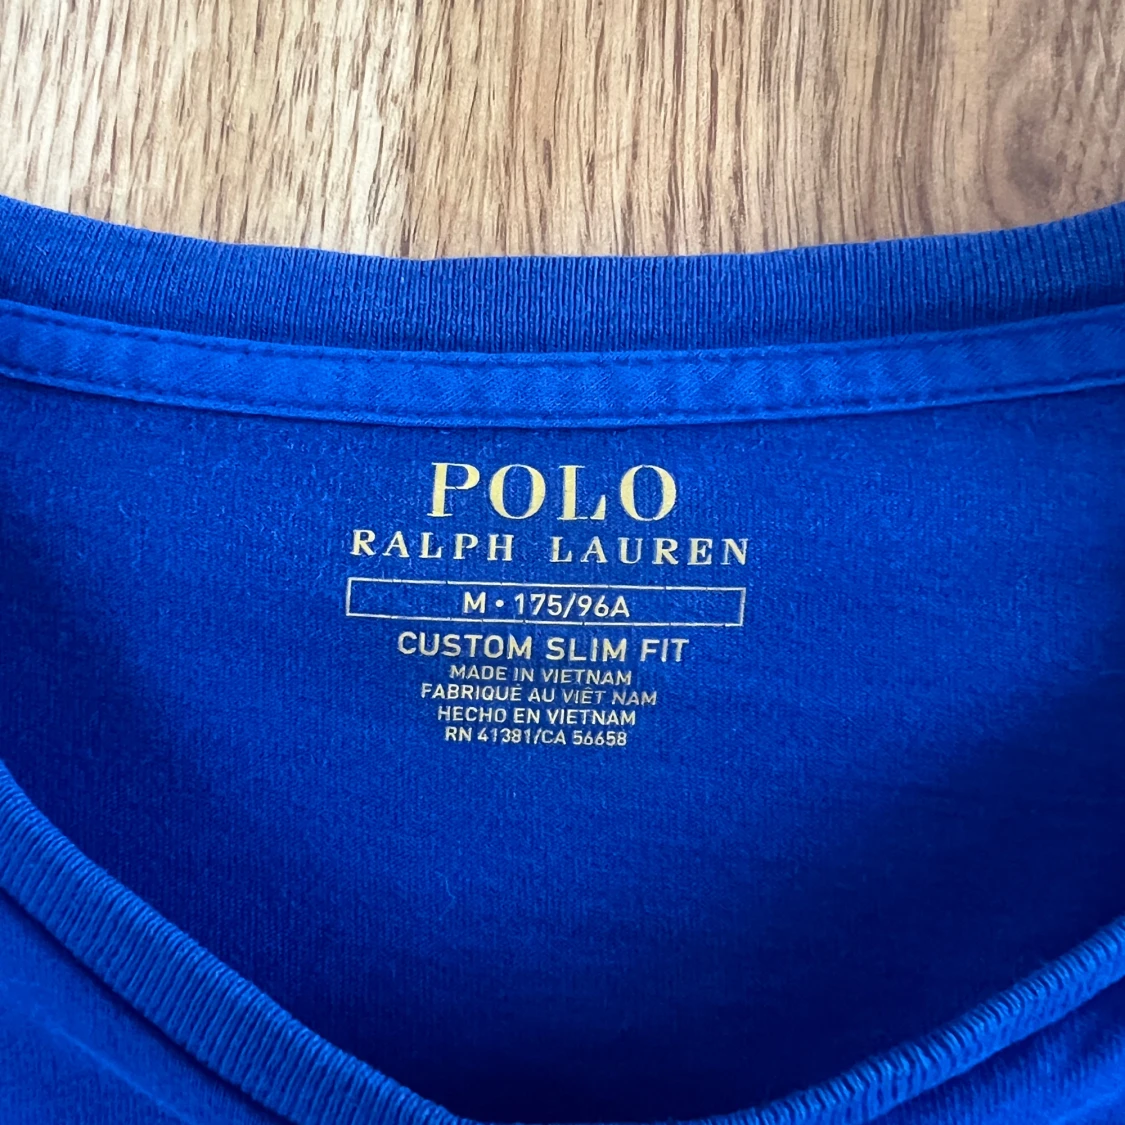 POLO
RALPH LAUREN
M • 175/96A
CUSTOM SLIM FIT
MADE IN VIETNAM
FABRIQUÉ AU VIÊT NAM
HECHO EN VIETNAM
RN 41381/CA 56658